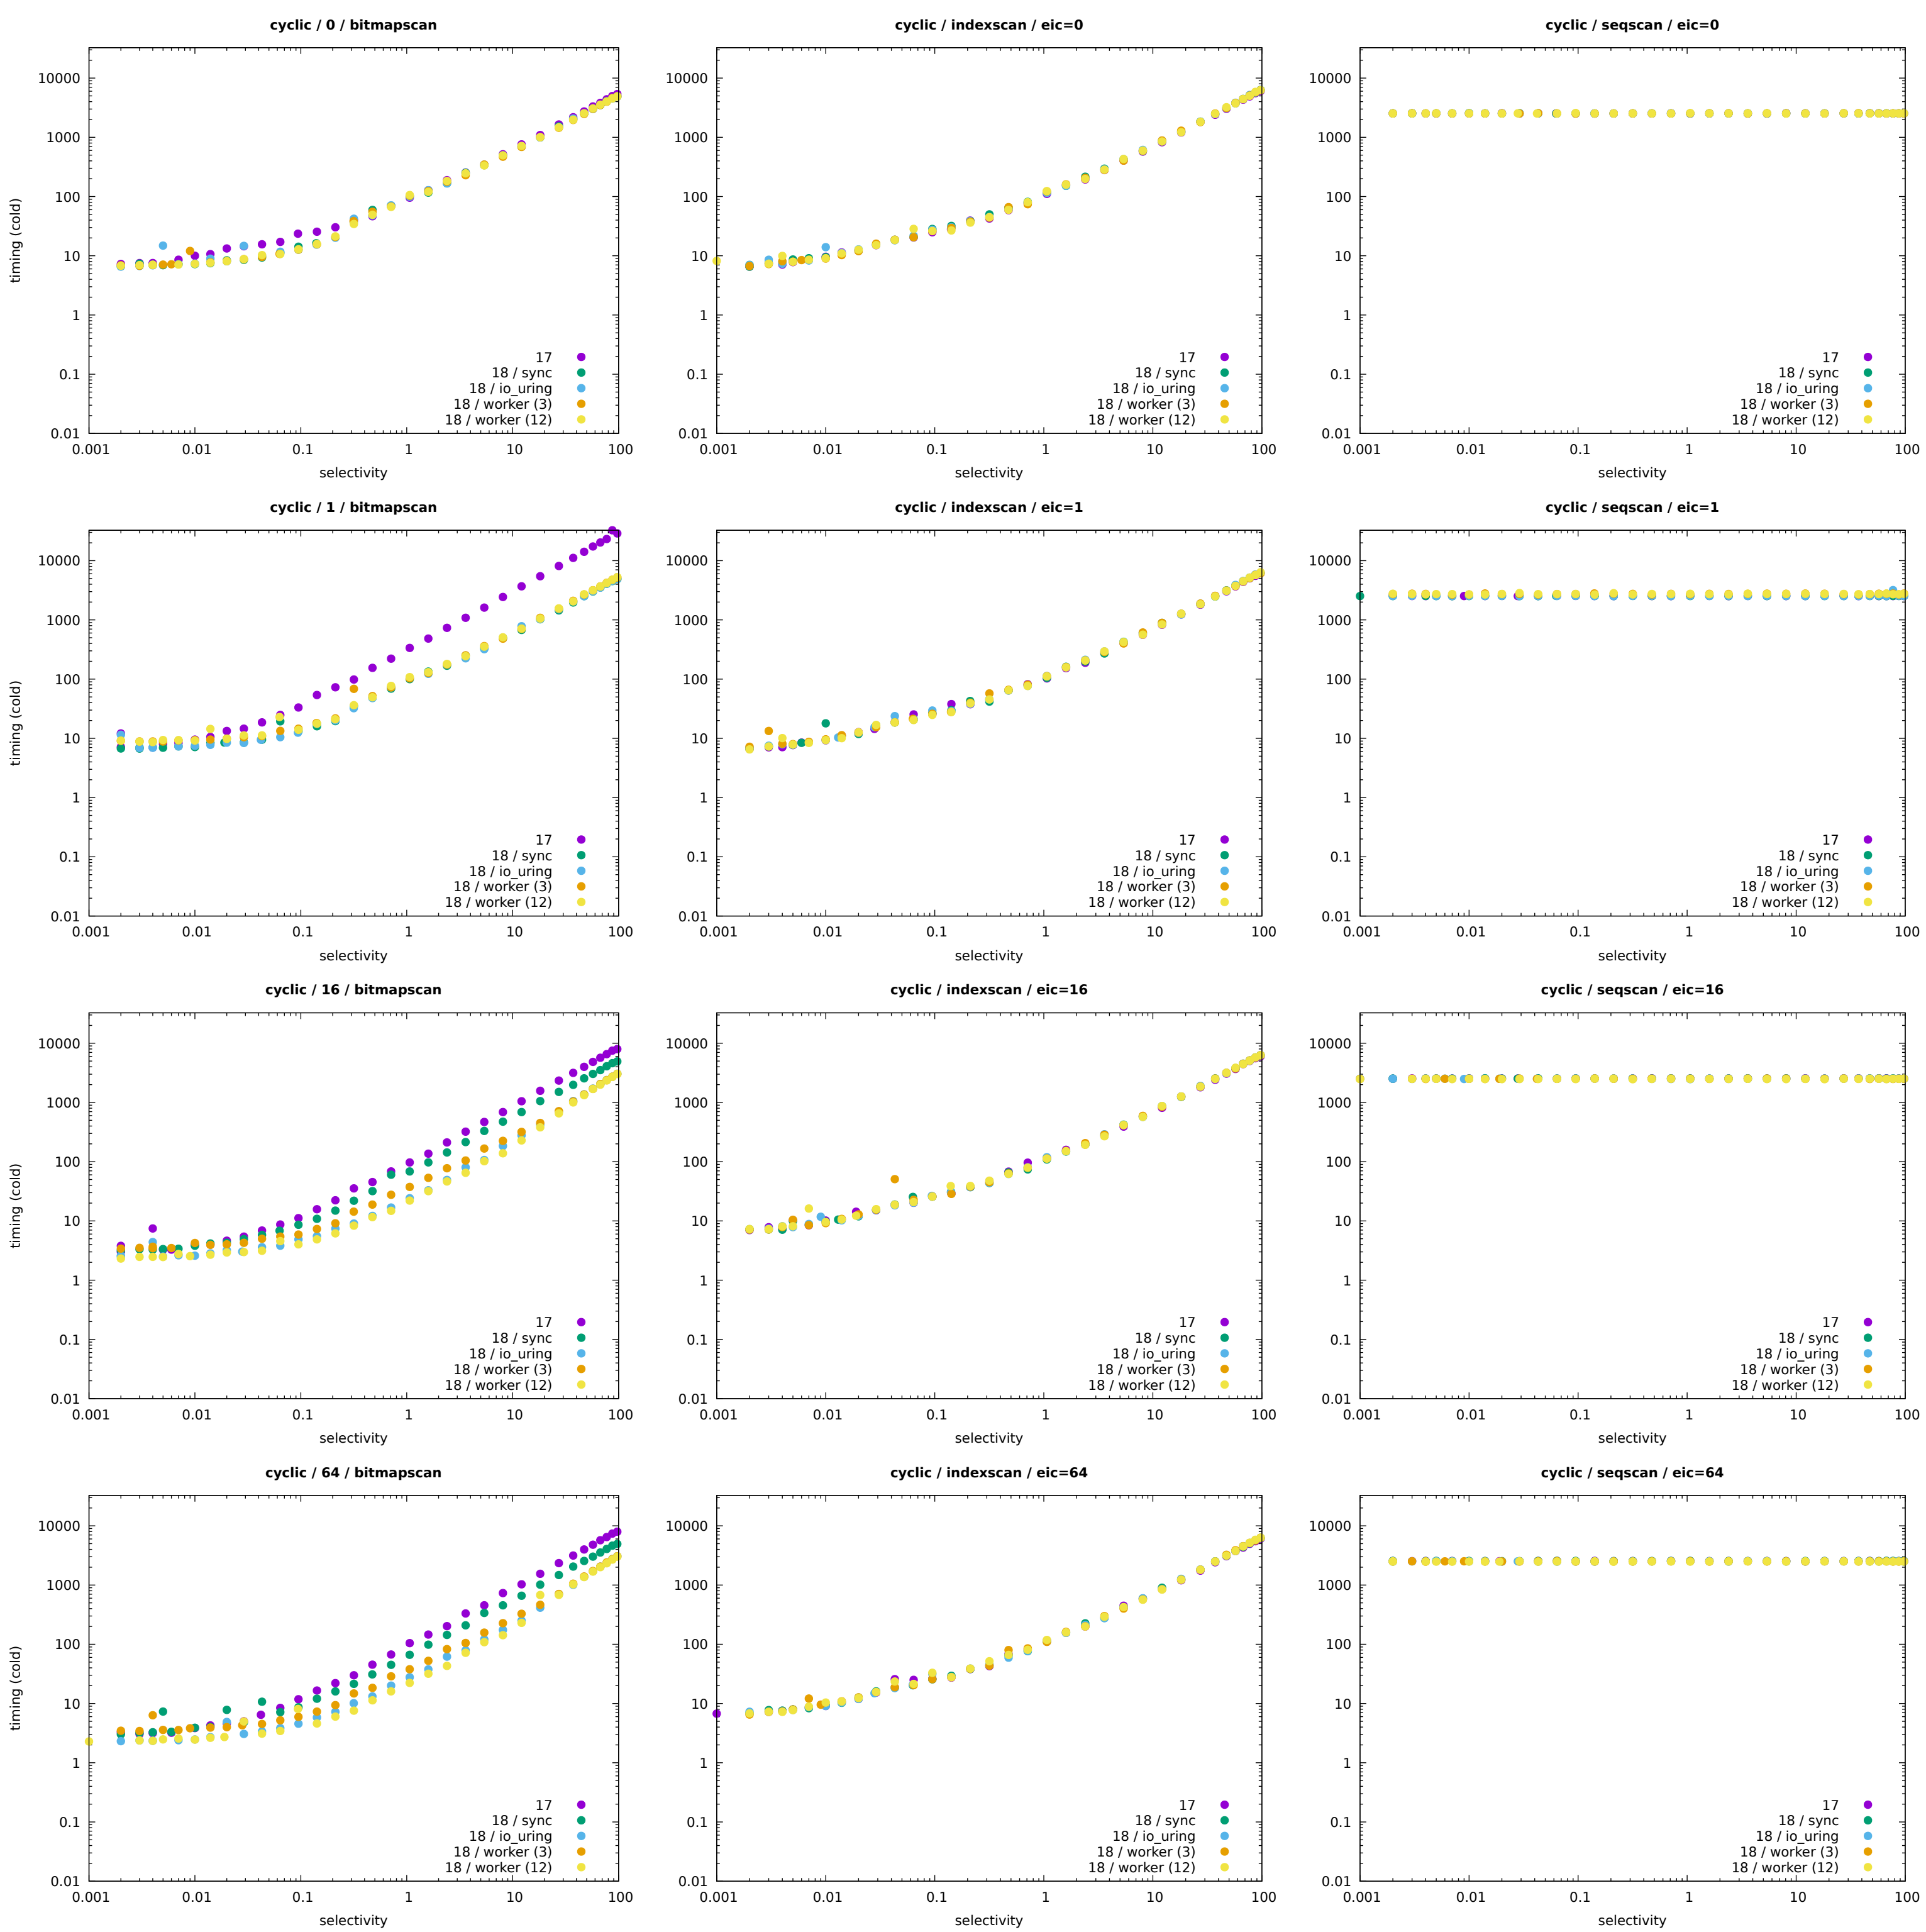 cyclic / 0 / bitmapscan
timing (cold)
10000
1000
100
10
1
0.1
0.01
17
18 / sync
18 / io_uring
18 / worker (3)
18 / worker (12)
0.001 0.01 0.1 1 10 100
selectivity
cyclic / indexscan / eic=0
10000
1000
100
10
1
0.1
0.01
17
18 / sync
18 / io_uring
18 / worker (3)
18 / worker (12)
0.001 0.01 0.1 1 10 100
selectivity
cyclic / seqscan / eic=0
10000
1000
100
10
1
0.1
0.01
17
18 / sync
18 / io_uring
18 / worker (3)
18 / worker (12)
0.001 0.01 0.1 1 10 100
selectivity
cyclic / 1 / bitmapscan
timing (cold)
10000
1000
100
10
1
0.1
0.01
17
18 / sync
18 / io_uring
18 / worker (3)
18 / worker (12)
0.001 0.01 0.1 1 10 100
selectivity
cyclic / indexscan / eic=1
10000
1000
100
10
1
0.1
0.01
17
18 / sync
18 / io_uring
18 / worker (3)
18 / worker (12)
0.001 0.01 0.1 1 10 100
selectivity
cyclic / seqscan / eic=1
10000
1000
100
10
1
0.1
0.01
17
18 / sync
18 / io_uring
18 / worker (3)
18 / worker (12)
0.001 0.01 0.1 1 10 100
selectivity
cyclic / 16 / bitmapscan
timing (cold)
10000
1000
100
10
1
0.1
0.01
17
18 / sync
18 / io_uring
18 / worker (3)
18 / worker (12)
0.001 0.01 0.1 1 10 100
selectivity
cyclic / indexscan / eic=16
10000
1000
100
10
1
0.1
0.01
17
18 / sync
18 / io_uring
18 / worker (3)
18 / worker (12)
0.001 0.01 0.1 1 10 100
selectivity
cyclic / seqscan / eic=16
10000
1000
100
10
1
0.1
0.01
17
18 / sync
18 / io_uring
18 / worker (3)
18 / worker (12)
0.001 0.01 0.1 1 10 100
selectivity
cyclic / 64 / bitmapscan
timing (cold)
10000
1000
100
10
1
0.1
0.01
17
18 / sync
18 / io_uring
18 / worker (3)
18 / worker (12)
0.001 0.01 0.1 1 10 100
selectivity
cyclic / indexscan / eic=64
10000
1000
100
10
1
0.1
0.01
17
18 / sync
18 / io_uring
18 / worker (3)
18 / worker (12)
0.001 0.01 0.1 1 10 100
selectivity
cyclic / seqscan / eic=64
10000
1000
100
10
1
0.1
0.01
17
18 / sync
18 / io_uring
18 / worker (3)
18 / worker (12)
0.001 0.01 0.1 1 10 100
selectivity